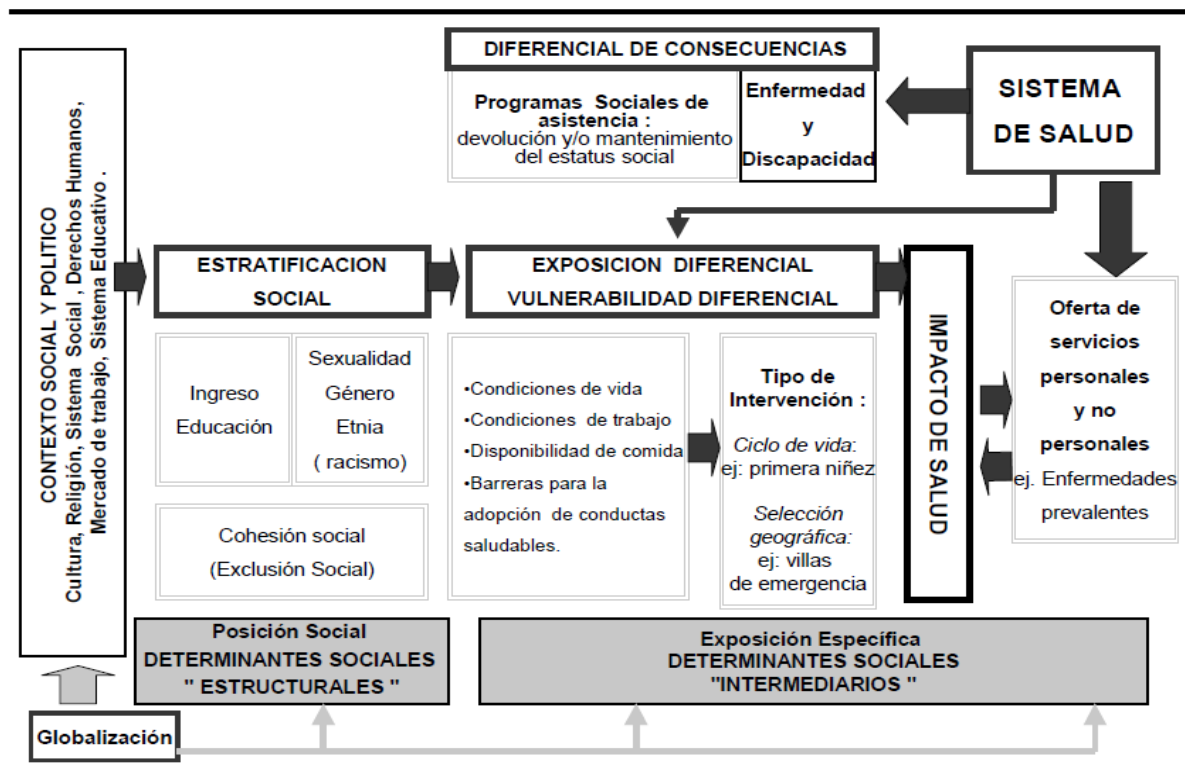 DIFERENCIAL DE CONSECUENCIAS
Programas Sociales de
asistencia :
devolución y/o mantenimiento
del estatus social
Enfermedad
y
Discapacidad
SISTEMA
DE SALUD
CONTEXTO SOCIAL Y POLITICO
Cultura, Religión, Sistema Social , Derechos Humanos,
Mercado de trabajo, Sistema Educativo .
ESTRATIFICACION
SOCIAL
EXPOSICION DIFERENCIAL
VULNERABILIDAD DIFERENCIAL
Ingreso
Educación
Sexualidad
Género
Etnia
( racismo)
Cohesión social
(Exclusión Social)
•Condiciones de vida
•Condiciones de trabajo
•Disponibilidad de comida
•Barreras para la
adopción de conductas
saludables.
Tipo de
Intervención :
Ciclo de vida:
ej: primera niñez
Selección
geográfica:
ej: villas
de emergencia
IMPACTO DE SALUD
Oferta de
servicios
personales
y no
personales
ej. Enfermedades
prevalentes
Posición Social
DETERMINANTES SOCIALES
" ESTRUCTURALES "
Exposición Específica
DETERMINANTES SOCIALES
"INTERMEDIARIOS "
Globalización